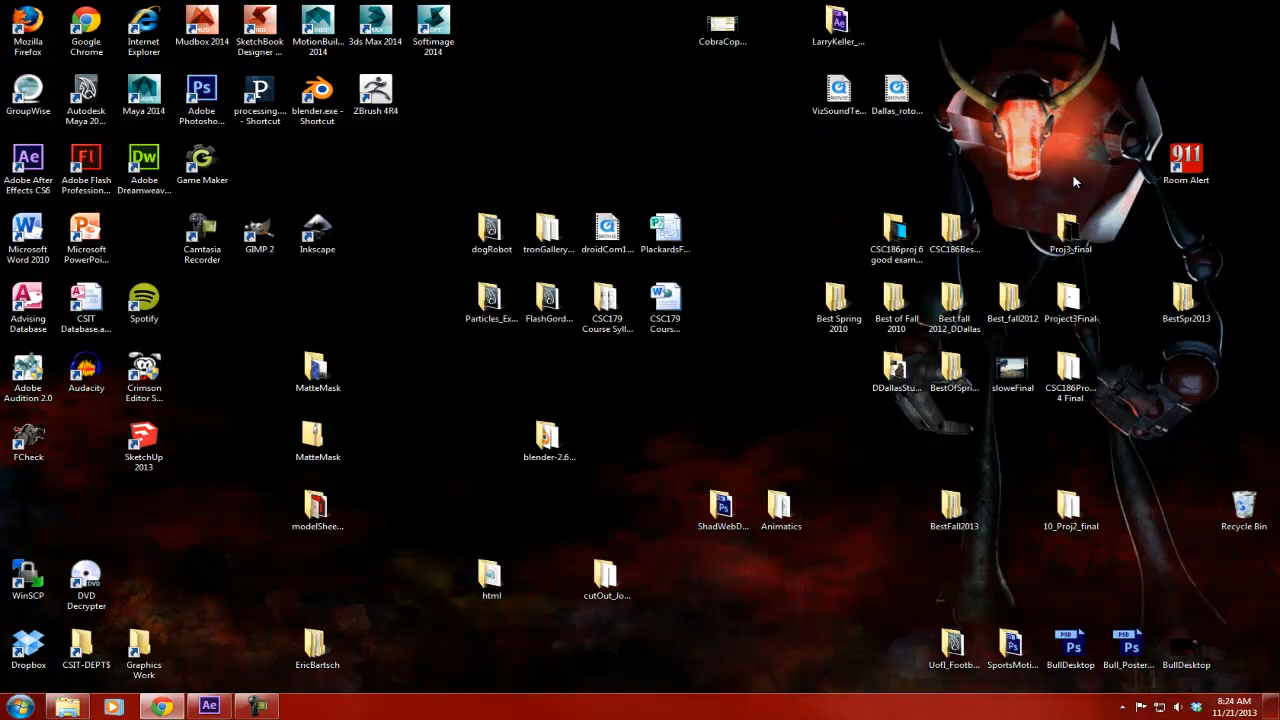 Mozilla Firefox
Google Chrome
Internet Explorer
Mudbox 2014
SketchBook Designer ...
MotionBuil... 2014
3ds Max 2014
Softimage 2014
CobraCop...
LarryKeller_...
GroupWise
Autodesk Maya 20...
Maya 2014
Adobe Photosho...
processing.... - Shortcut
blender.exe - Shortcut
ZBrush 4R4
VizSoundTe...
Dallas_roto...
Adobe After Effects CS6
Adobe Flash Profession...
Adobe Dreamweav...
Game Maker
911
Room Alert
Microsoft Word 2010
Microsoft PowerPoi...
Camtasia Recorder
GIMP 2
Inkscape
dogRobot
tronGallery...
droidCom1...
PlackardsF...
CSC186proj 6 good exam...
CSC186Bes...
Proj3_final
Advising Database
CSIT Database.a...
Spotify
Particles_Ex...
FlashGord...
CSC179 Course Syll...
CSC179 Cours...
Best Spring 2010
Best of Fall 2010
Best fall 2012_DDallas
Best_fall2012
Project3Final
BestSpr2013
Adobe Audition 2.0
Audacity
Crimson Editor S...
MatteMask
DDallasStu...
BestOfSpri...
sloweFinal
CSC186Pro... 4 Final
FCheck
SketchUp 2013
MatteMask
blender-2.6...
modelShee...
ShadWebD...
Animatics
BestFall2013
10_Proj2_final
Recycle Bin
WinSCP
DVD Decrypter
html
cutOut_Jo...
Dropbox
CSIT-DEPT$
Graphics Work
EricBartsch
UofI_Footb...
SportsMoti...
BullDesktop
Bull_Poster...
BullDesktop
8:24 AM
11/21/2013